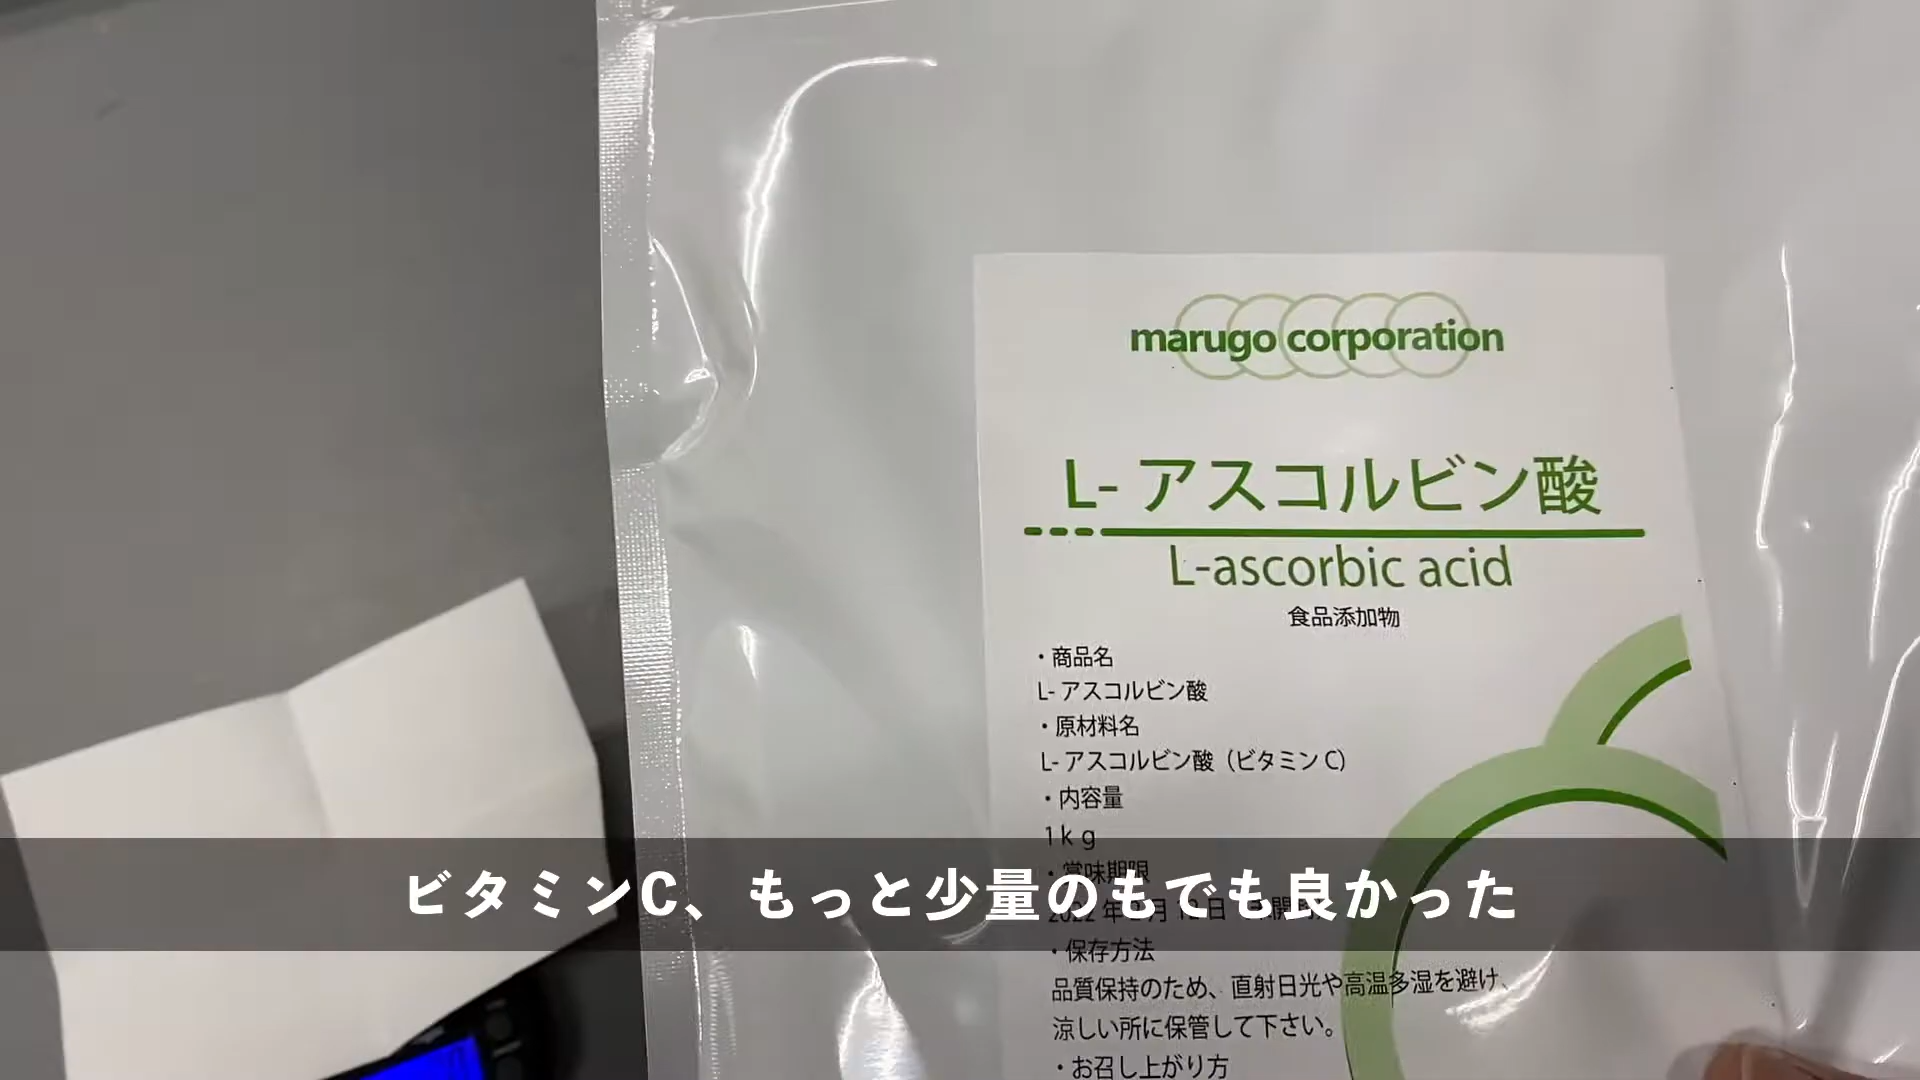 marugo corporation
L- アスコルビン酸
L-ascorbic acid
食品添加物
・商品名
L- アスコルビン酸
・原材料名
L- アスコルビン酸（ビタミン C）
・内容量
1ｋｇ
・賞味期限
ビタミンC、もっと少量のもでも良かった
・保存方法
品質保持のため、直射日光や高温多湿を避け、
涼しい所に保管して下さい。
・お召し上がり方